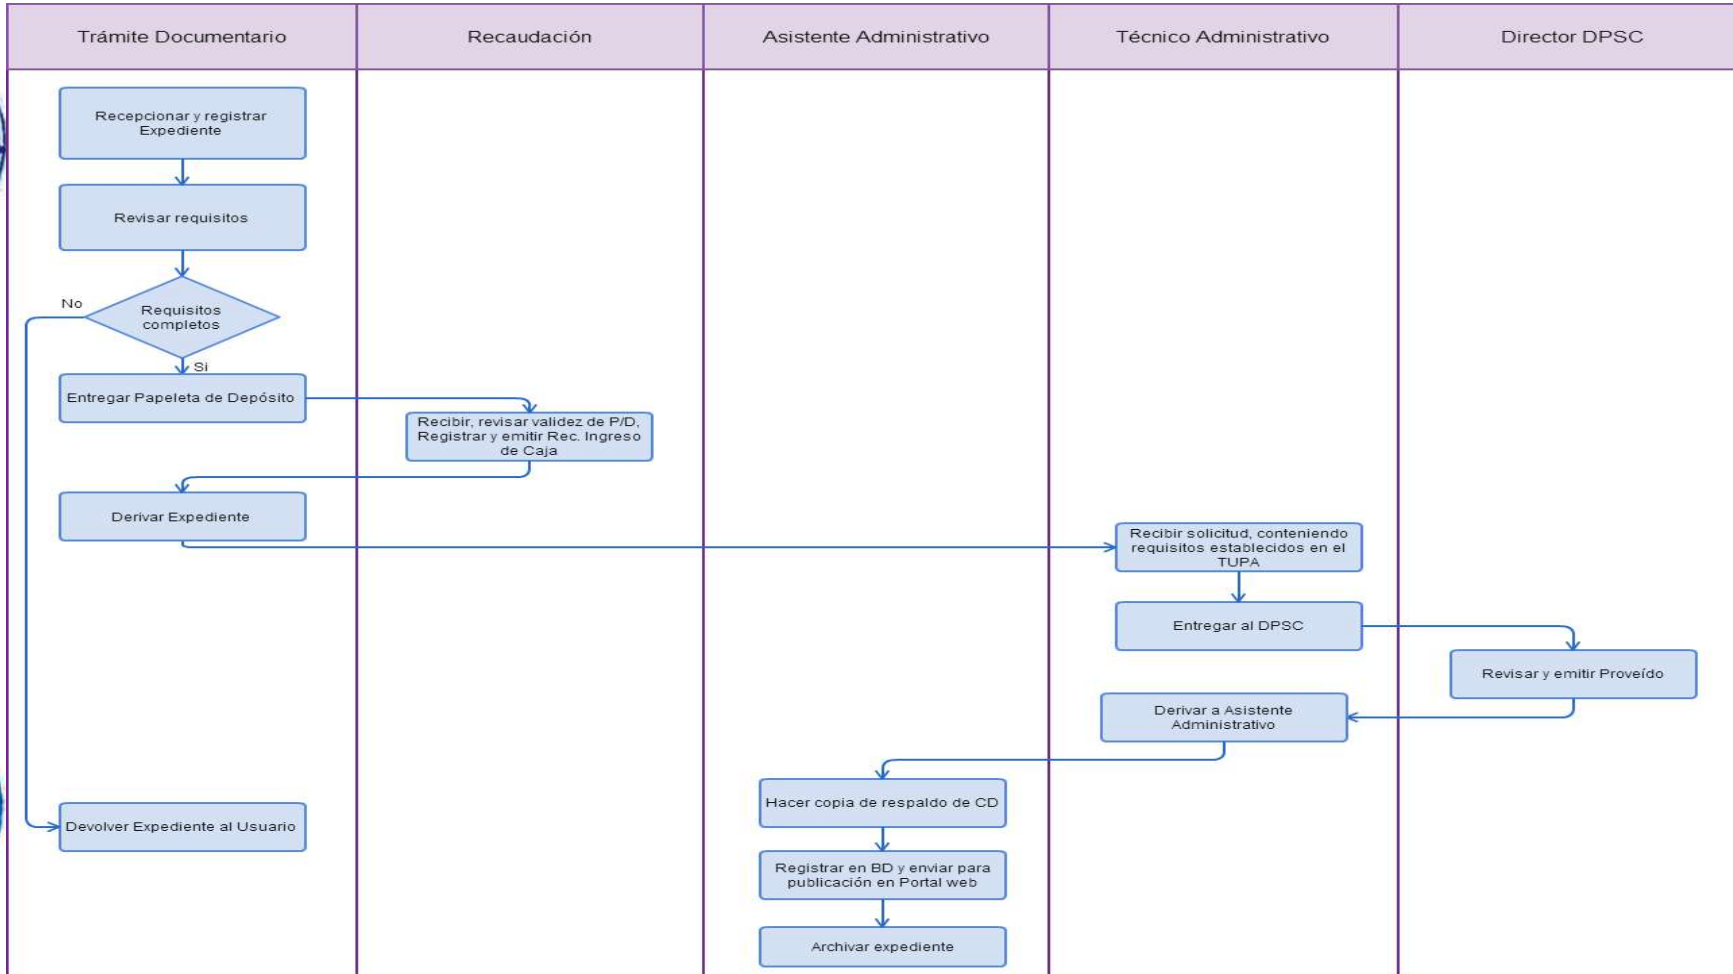 Trámite Documentario
Recaudación
Asistente Administrativo
Técnico Administrativo
Director DPSC
Recepcionar y registrar
Expediente
Revisar requisitos
No
Requisitos
completos
Si
Entregar Papeleta de Depósito
Recibir, revisar validez de P/D,
Registrar y emitir Rec. Ingreso
de Caja
Derivar Expediente
Recibir solicitud, conteniendo
requisitos establecidos en el
TUPA
Entregar al DPSC
Revisar y emitir Proveído
Derivar a Asistente
Administrativo
Hacer copia de respaldo de CD
Devolver Expediente al Usuario
Registrar en BD y enviar para
publicación en Portal web
Archivar expediente